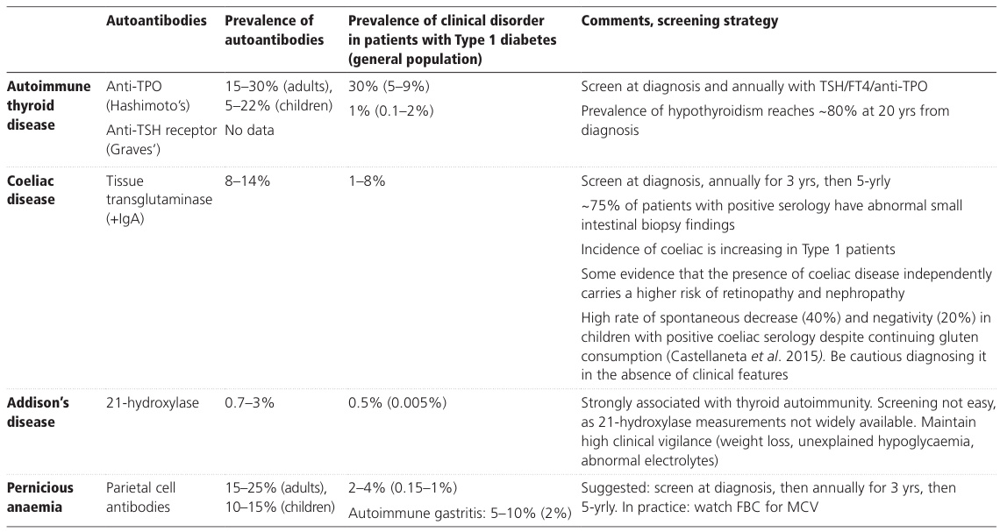 Autoantibodies
Prevalence of
autoantibodies
Prevalence of clinical disorder
in patients with Type 1 diabetes
(general population)
Comments, screening strategy
Autoimmune
thyroid
disease
Anti-TPO
(Hashimoto’s)
Anti-TSH receptor
(Graves’)
15–30% (adults),
5–22% (children)
No data
30% (5–9%)
1% (0.1–2%)
Screen at diagnosis and annually with TSH/FT4/anti-TPO
Prevalence of hypothyroidism reaches ~80% at 20 yrs from
diagnosis
Coeliac
disease
Tissue
transglutaminase
(+IgA)
8–14%
1–8%
Screen at diagnosis, annually for 3 yrs, then 5-yrly
~75% of patients with positive serology have abnormal small
intestinal biopsy findings
Incidence of coeliac is increasing in Type 1 patients
Some evidence that the presence of coeliac disease independently
carries a higher risk of retinopathy and nephropathy
High rate of spontaneous decrease (40%) and negativity (20%) in
children with positive coeliac serology despite continuing gluten
consumption (Castellaneta et al. 2015). Be cautious diagnosing it
in the absence of clinical features
Addison’s
disease
21-hydroxylase
0.7–3%
0.5% (0.005%)
Strongly associated with thyroid autoimmunity. Screening not easy,
as 21-hydroxylase measurements not widely available. Maintain
high clinical vigilance (weight loss, unexplained hypoglycaemia,
abnormal electrolytes)
Pernicious
anaemia
Parietal cell
antibodies
15–25% (adults),
10–15% (children)
2–4% (0.15–1%)
Autoimmune gastritis: 5–10% (2%)
Suggested: screen at diagnosis, then annually for 3 yrs, then
5-yrly. In practice: watch FBC for MCV